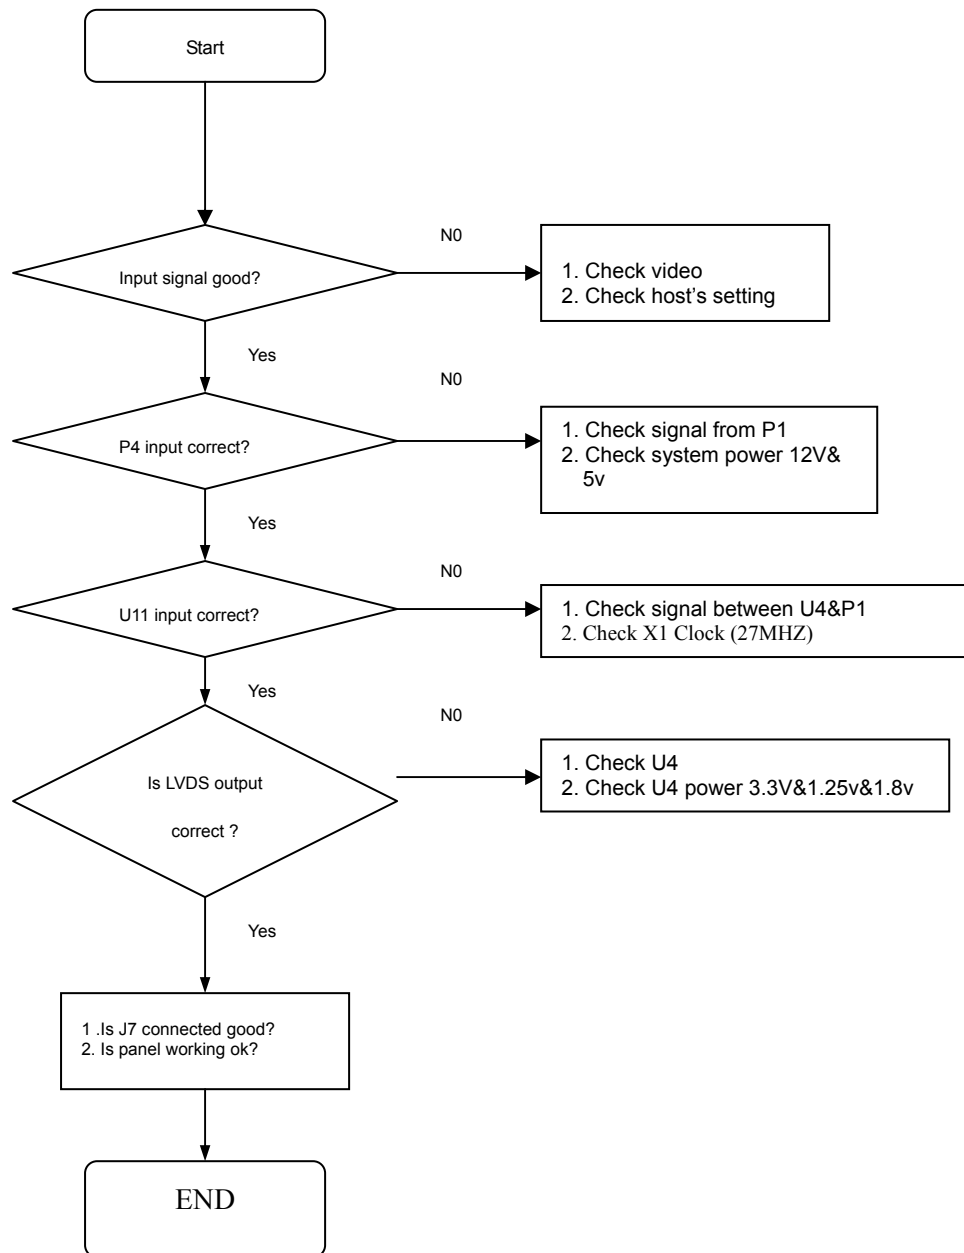 Start
N0
Input signal good?
1. Check video
2. Check host's setting
Yes
N0
P4 input correct?
1. Check signal from P1
2. Check system power 12V&
5v
Yes
N0
U11 input correct?
1. Check signal between U4&P1
2. Check X1 Clock (27MHZ)
Yes
N0
Is LVDS output
correct ?
1. Check U4
2. Check U4 power 3.3V&1.25v&1.8v
Yes
1 .Is J7 connected good?
2. Is panel working ok?
END